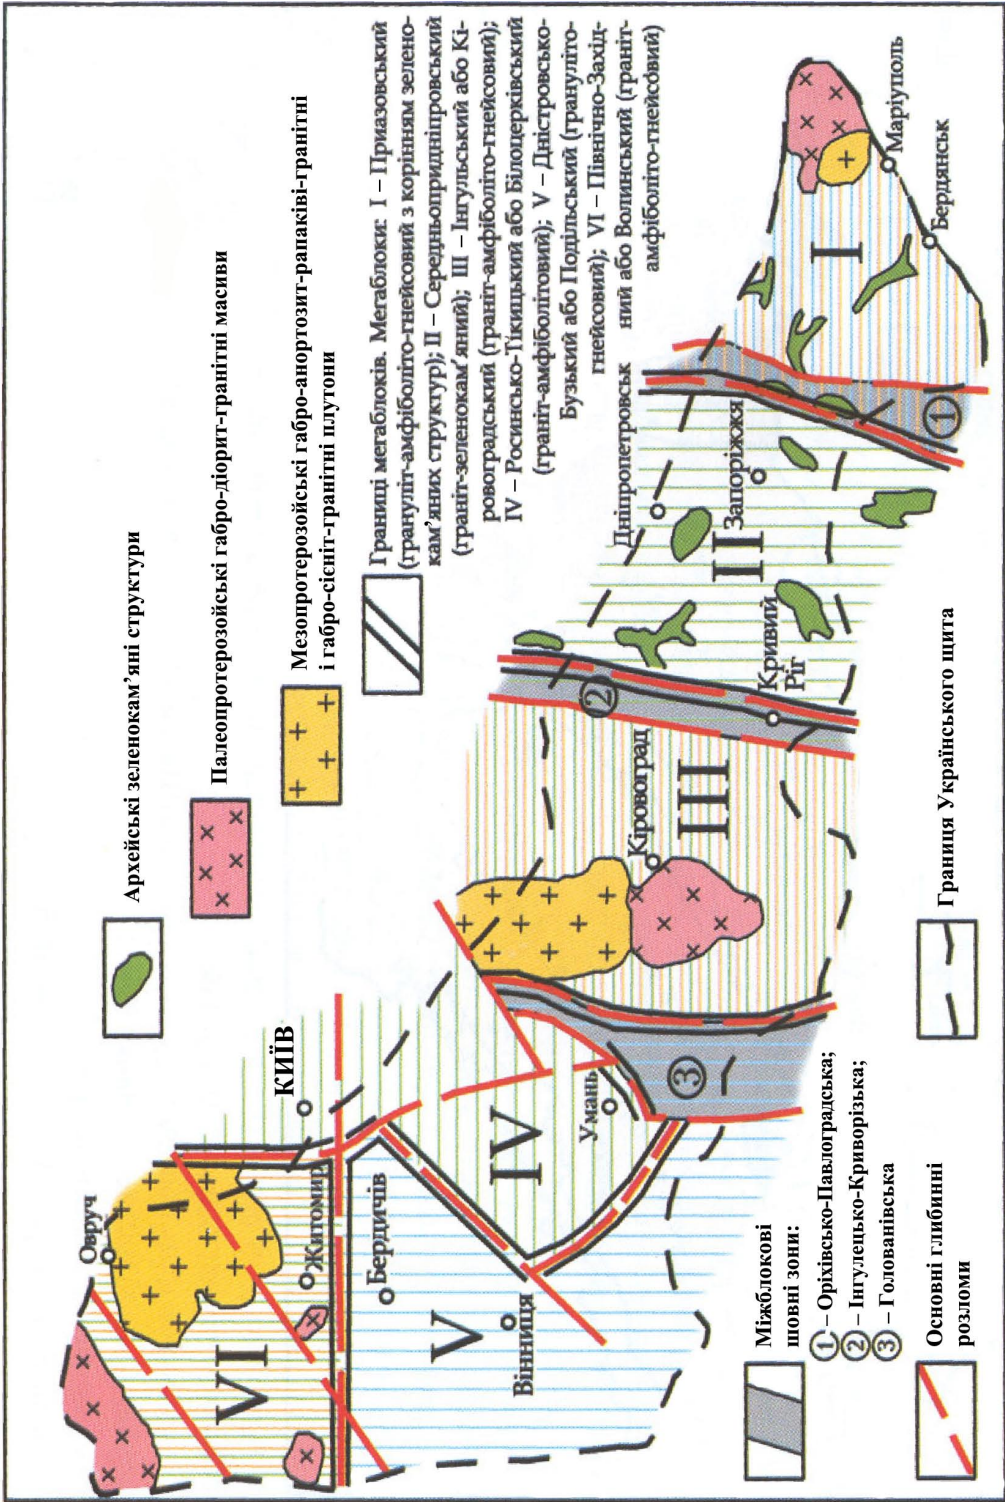 Архейські зеленокам’яні структури
Палеопротерозойські габро-діорит-гранітні масиви
Мезопротерозойські габро-анортозит-рапаківі-гранітні
і габро-сієніт-гранітні плутони
Границі мегаблоків. Мегаблоки: I – Приазовський
(грануліт-амфіболіто-гнейсовий з корінням зелено-
кам’яних структур); II – Середньопридніпровський
(граніт-зеленокам’яний); III – Інгульський або Кі-
ровоградський (граніт-амфіболіто-гнейсовий);
IV – Росинсько-Тікицький або Білоцерківський
(граніт-амфіболітовий); V – Дністровсько-
Бузький або Подільський (грануліто-
гнейсовий); VI – Північно-Захід-
ний або Волинський (граніт-
амфіболіто-гнейсовий)
Овруч
КИЇВ
VI
Житомир
Бердичів
V
Вінниця
IV
Умань
3
Кіровоград
III
2
Кривий
Ріг
Дніпропетровськ
II
Запоріжжя
1
I
Маріуполь
Бердянськ
Міжблокові
шовні зони:
1 – Оріхівсько-Павлоградська;
2 – Інгулецько-Криворізька;
3 – Голованівська
Основні глибинні
розломи
Границя Українського щита